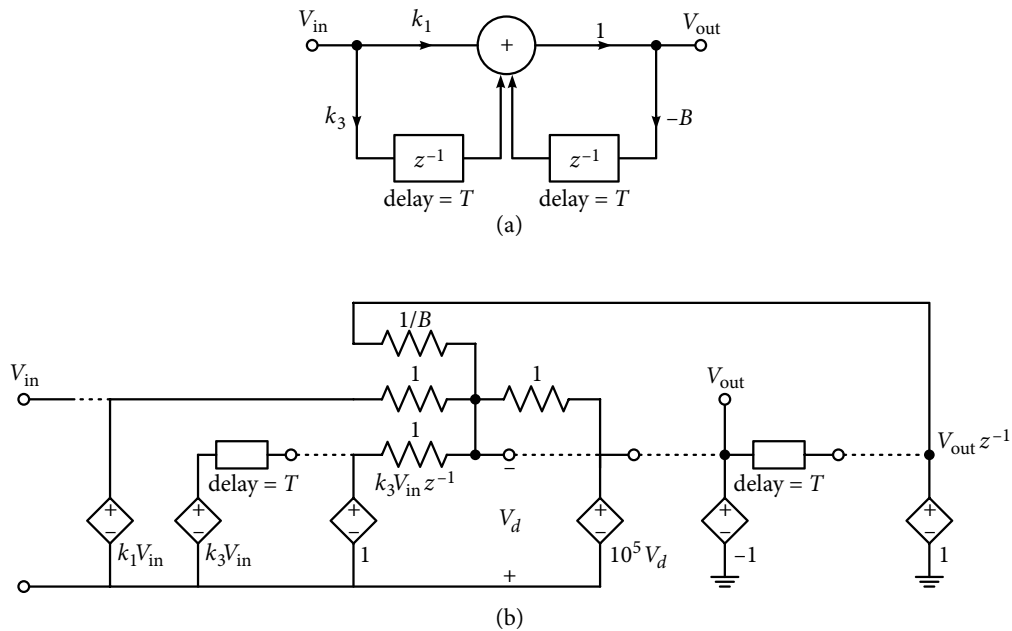 V_in k_1 1 V_out
+
k_3 –B
z^–1 z^–1
delay = T delay = T
(a)
1/B
V_in 1 1 V_out
1 V_out z^–1
–
delay = T k_3V_in z^–1 delay = T
+ + + V_d + + +
– – – – – –
k_1V_in k_3V_in 1 10^5 V_d –1 1
+
(b)